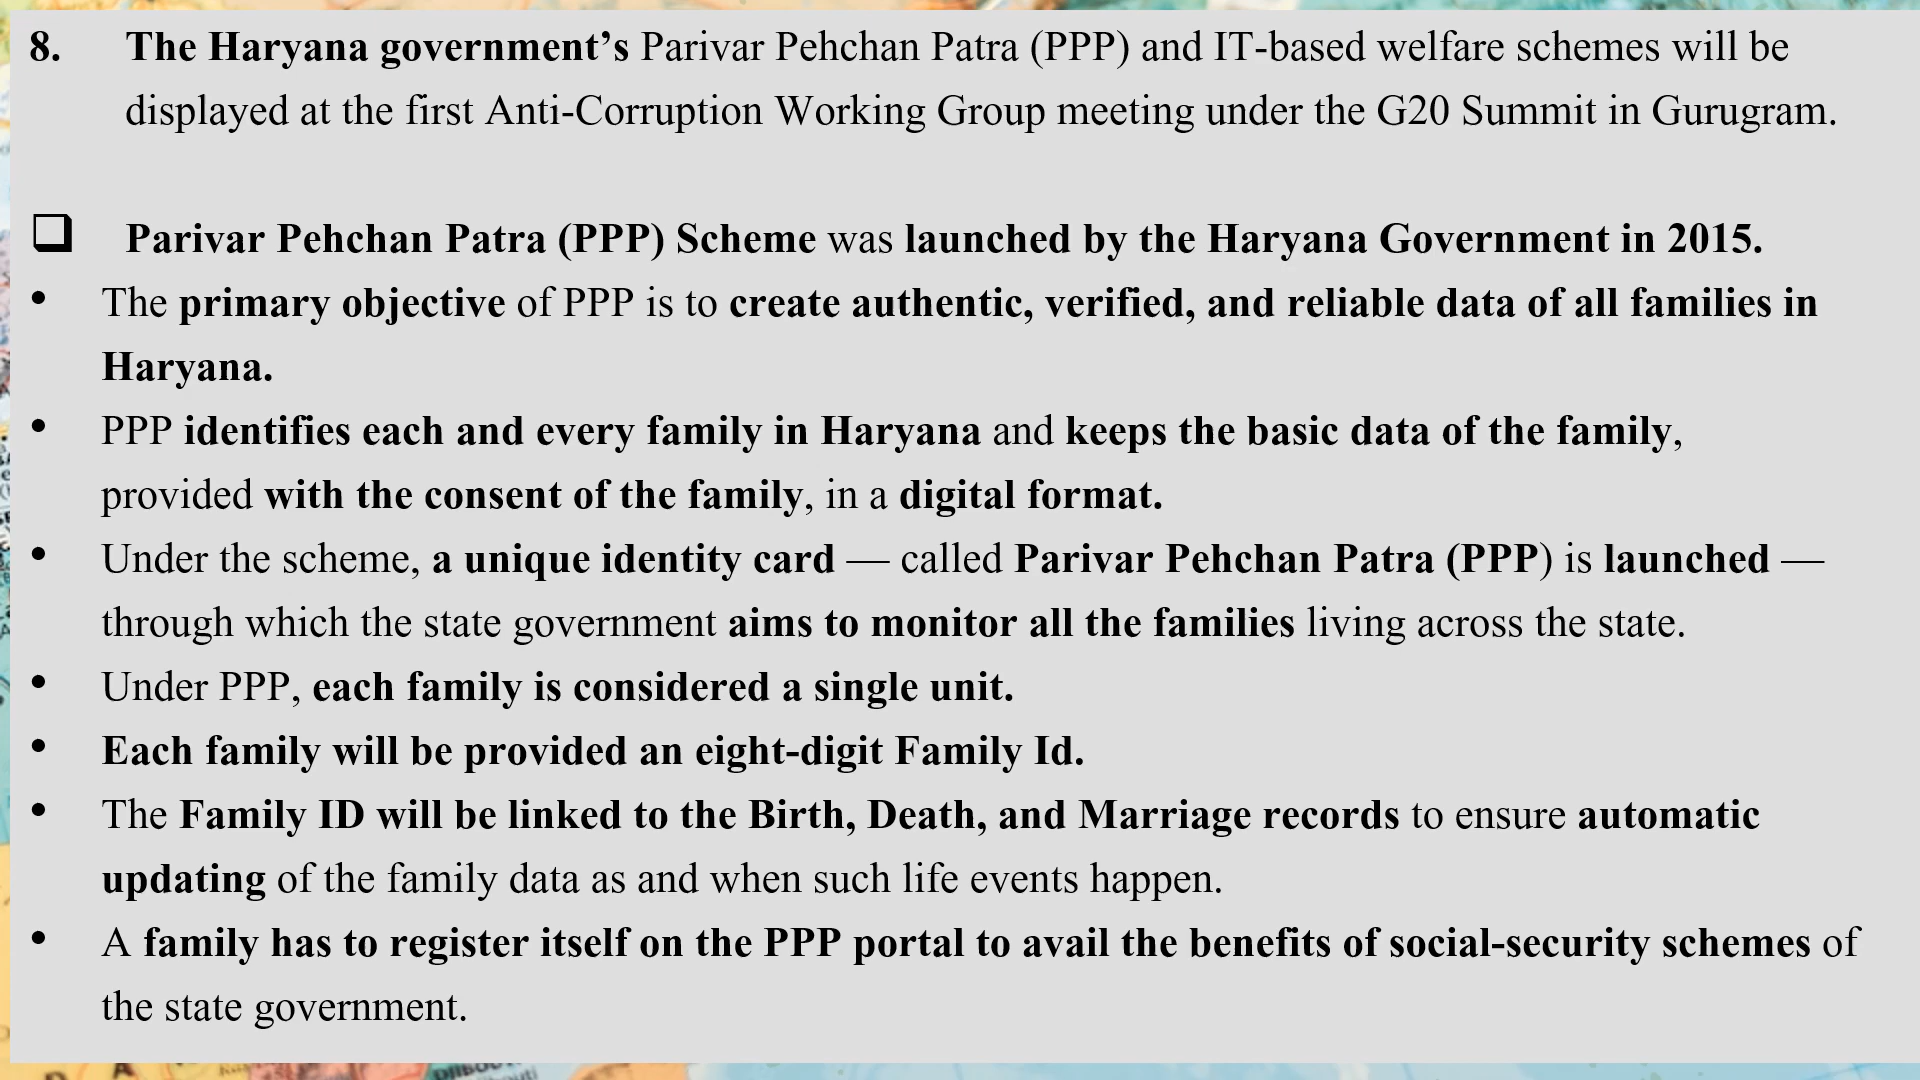 8. The Haryana government’s Parivar Pehchan Patra (PPP) and IT-based welfare schemes will be
displayed at the first Anti-Corruption Working Group meeting under the G20 Summit in Gurugram.
❑ Parivar Pehchan Patra (PPP) Scheme was launched by the Haryana Government in 2015.
• The primary objective of PPP is to create authentic, verified, and reliable data of all families in
Haryana.
• PPP identifies each and every family in Haryana and keeps the basic data of the family,
provided with the consent of the family, in a digital format.
• Under the scheme, a unique identity card — called Parivar Pehchan Patra (PPP) is launched —
through which the state government aims to monitor all the families living across the state.
• Under PPP, each family is considered a single unit.
• Each family will be provided an eight-digit Family Id.
• The Family ID will be linked to the Birth, Death, and Marriage records to ensure automatic
updating of the family data as and when such life events happen.
• A family has to register itself on the PPP portal to avail the benefits of social-security schemes of
the state government.